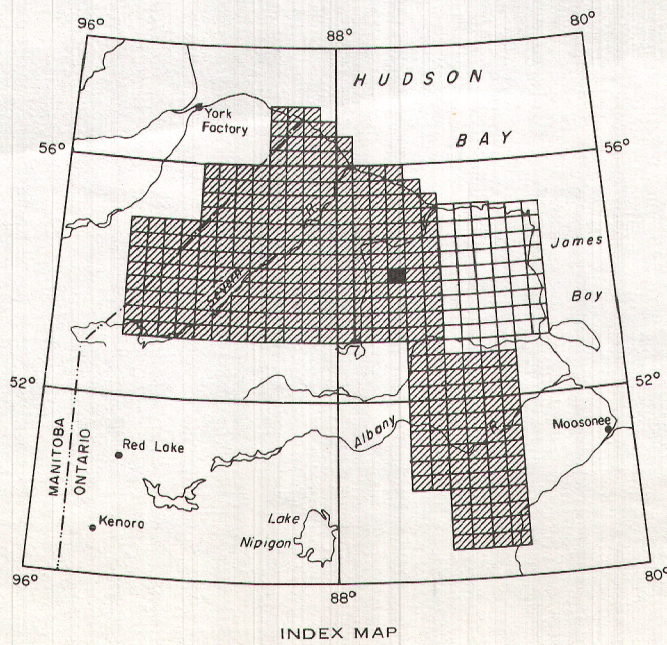 96°
88°
80°
HUDSON
BAY
York
Factory
56°
56°
James
Bay
Severn
R.
52°
52°
Albany
R.
Moosonee
MANITOBA
ONTARIO
Red Lake
Kenora
Lake
Nipigon
96°
88°
80°
INDEX MAP